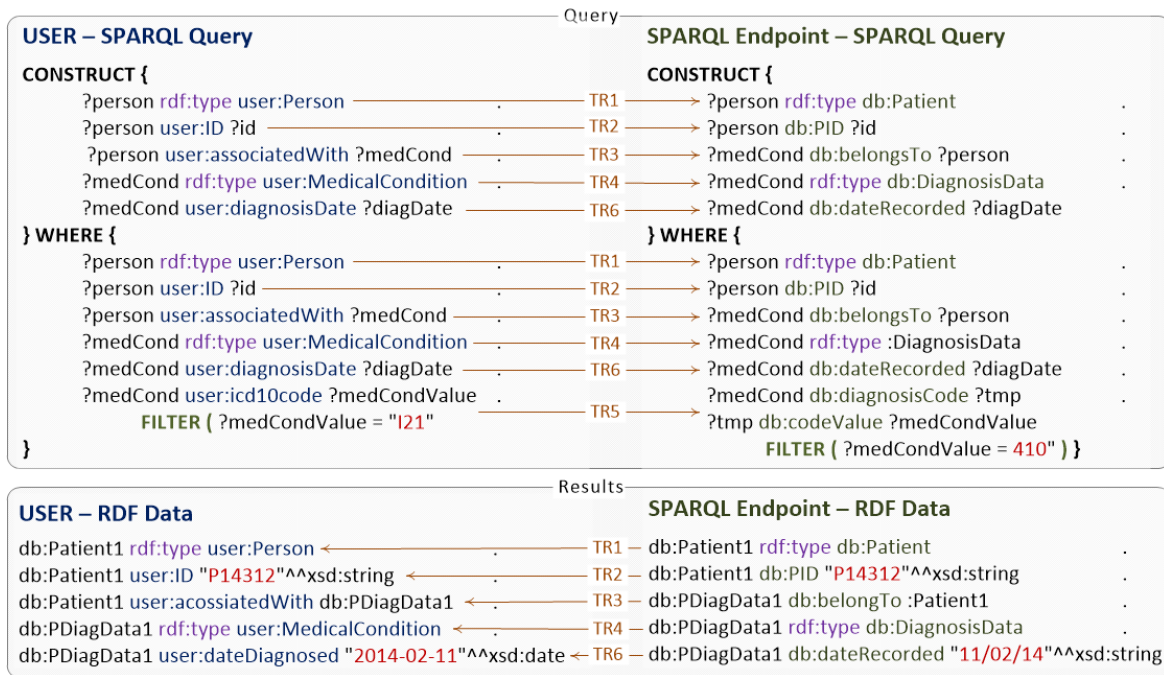 Query
USER – SPARQL Query
CONSTRUCT {
?person rdf:type user:Person .
?person user:ID ?id .
?person user:associatedWith ?medCond .
?medCond rdf:type user:MedicalCondition .
?medCond user:diagnosisDate ?diagDate
} WHERE {
?person rdf:type user:Person .
?person user:ID ?id .
?person user:associatedWith ?medCond .
?medCond rdf:type user:MedicalCondition .
?medCond user:diagnosisDate ?diagDate .
?medCond user:icd10code ?medCondValue .
FILTER ( ?medCondValue = "I21"
}
TR1
TR2
TR3
TR4
TR6
TR1
TR2
TR3
TR4
TR6
TR5
SPARQL Endpoint – SPARQL Query
CONSTRUCT {
?person rdf:type db:Patient .
?person db:PID ?id .
?medCond db:belongsTo ?person .
?medCond rdf:type db:DiagnosisData .
?medCond db:dateRecorded ?diagDate
} WHERE {
?person rdf:type db:Patient .
?person db:PID ?id .
?medCond db:belongsTo ?person .
?medCond rdf:type :DiagnosisData .
?medCond db:dateRecorded ?diagDate .
?medCond db:diagnosisCode ?tmp .
?tmp db:codeValue ?medCondValue
FILTER ( ?medCondValue = 410" ) }
Results
USER – RDF Data
db:Patient1 rdf:type user:Person .
db:Patient1 user:ID "P14312"^^xsd:string .
db:Patient1 user:acossiatedWith db:PDiagData1 .
db:PDiagData1 rdf:type user:MedicalCondition .
db:PDiagData1 user:dateDiagnosed "2014-02-11"^^xsd:date
TR1
TR2
TR3
TR4
TR6
SPARQL Endpoint – RDF Data
db:Patient1 rdf:type db:Patient .
db:Patient1 db:PID "P14312"^^xsd:string .
db:PDiagData1 db:belongTo :Patient1 .
db:PDiagData1 rdf:type db:DiagnosisData .
db:PDiagData1 db:dateRecorded "11/02/14"^^xsd:string